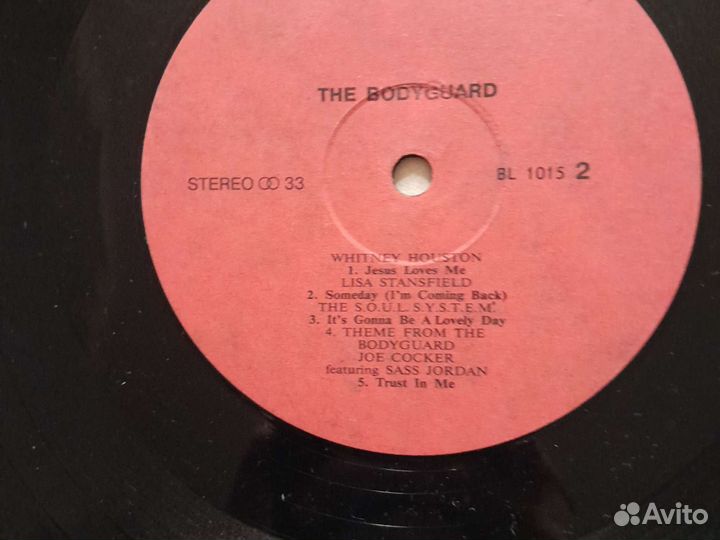 THE BODYGUARD
STEREO ꝏ 33
BL 1015 2
WHITNEY HOUSTON
1. Jesus Loves Me
LISA STANSFIELD
2. Someday (I'm Coming Back)
THE S.O.U.L. S.Y.S.T.E.M.
3. It's Gonna Be A Lovely Day
4. THEME FROM THE
BODYGUARD
JOE COCKER
featuring SASS JORDAN
5. Trust In Me
Avito